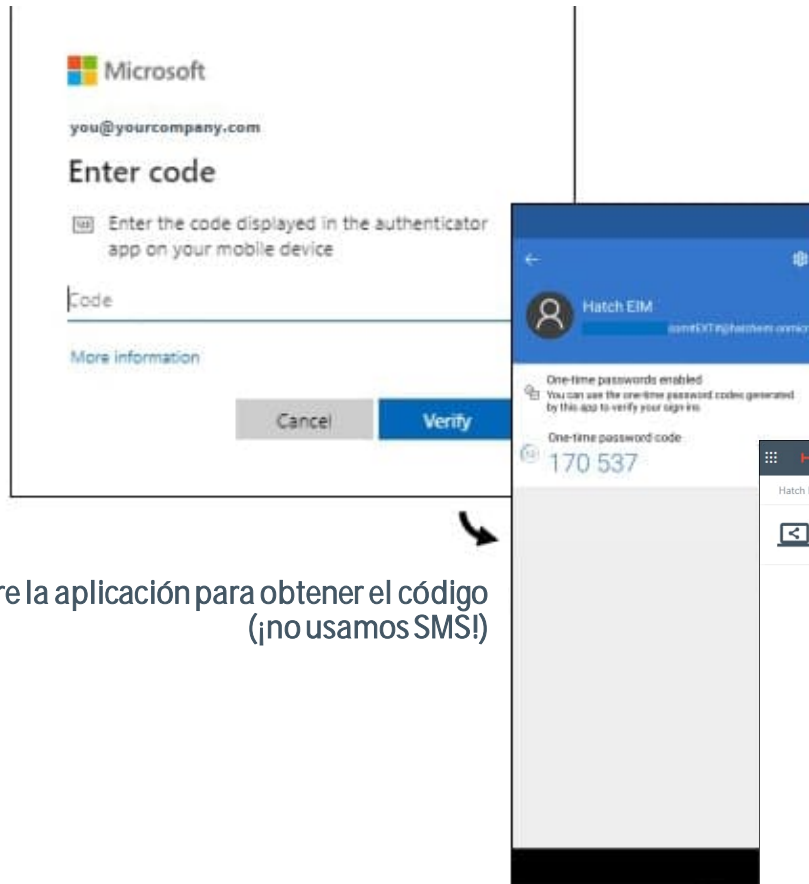 Microsoft
you@yourcompany.com
Enter code
Enter the code displayed in the authenticator
app on your mobile device
Code
More information
Cancel
Verify
re la aplicación para obtener el código
(¡no usamos SMS!)
Hatch EIM
One-time passwords enabled
You can use the one-time password codes generated
by this app to verify your sign-ins
One-time password code
170 537
Hatch